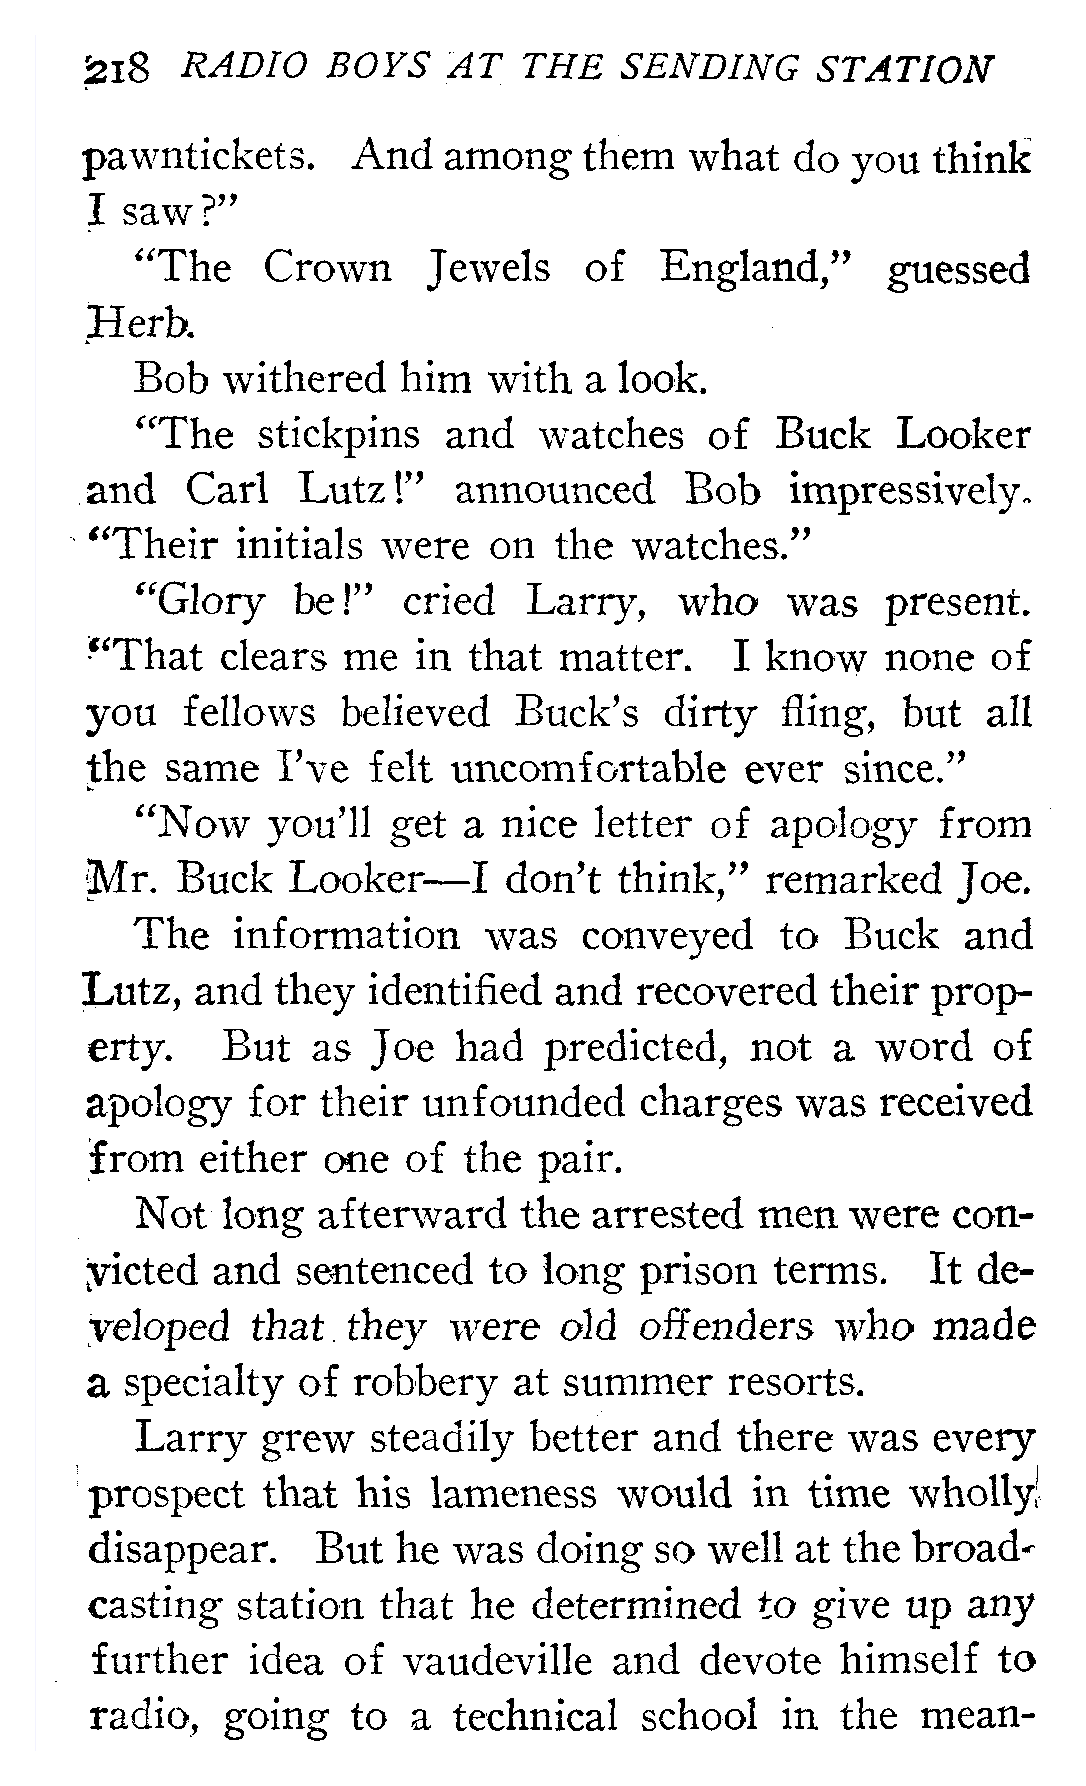 218 RADIO BOYS AT THE SENDING STATION
pawntickets. And among them what do you think
I saw?”
“The Crown Jewels of England,” guessed
Herb.
Bob withered him with a look.
“The stickpins and watches of Buck Looker
and Carl Lutz!” announced Bob impressively.
“Their initials were on the watches.”
“Glory be!” cried Larry, who was present.
“That clears me in that matter. I know none of
you fellows believed Buck’s dirty fling, but all
the same I’ve felt uncomfortable ever since.”
“Now you’ll get a nice letter of apology from
Mr. Buck Looker—I don’t think,” remarked Joe.
The information was conveyed to Buck and
Lutz, and they identified and recovered their prop-
erty. But as Joe had predicted, not a word of
apology for their unfounded charges was received
from either one of the pair.
Not long afterward the arrested men were con-
victed and sentenced to long prison terms. It de-
veloped that they were old offenders who made
a specialty of robbery at summer resorts.
Larry grew steadily better and there was every
prospect that his lameness would in time wholly
disappear. But he was doing so well at the broad-
casting station that he determined to give up any
further idea of vaudeville and devote himself to
radio, going to a technical school in the mean-